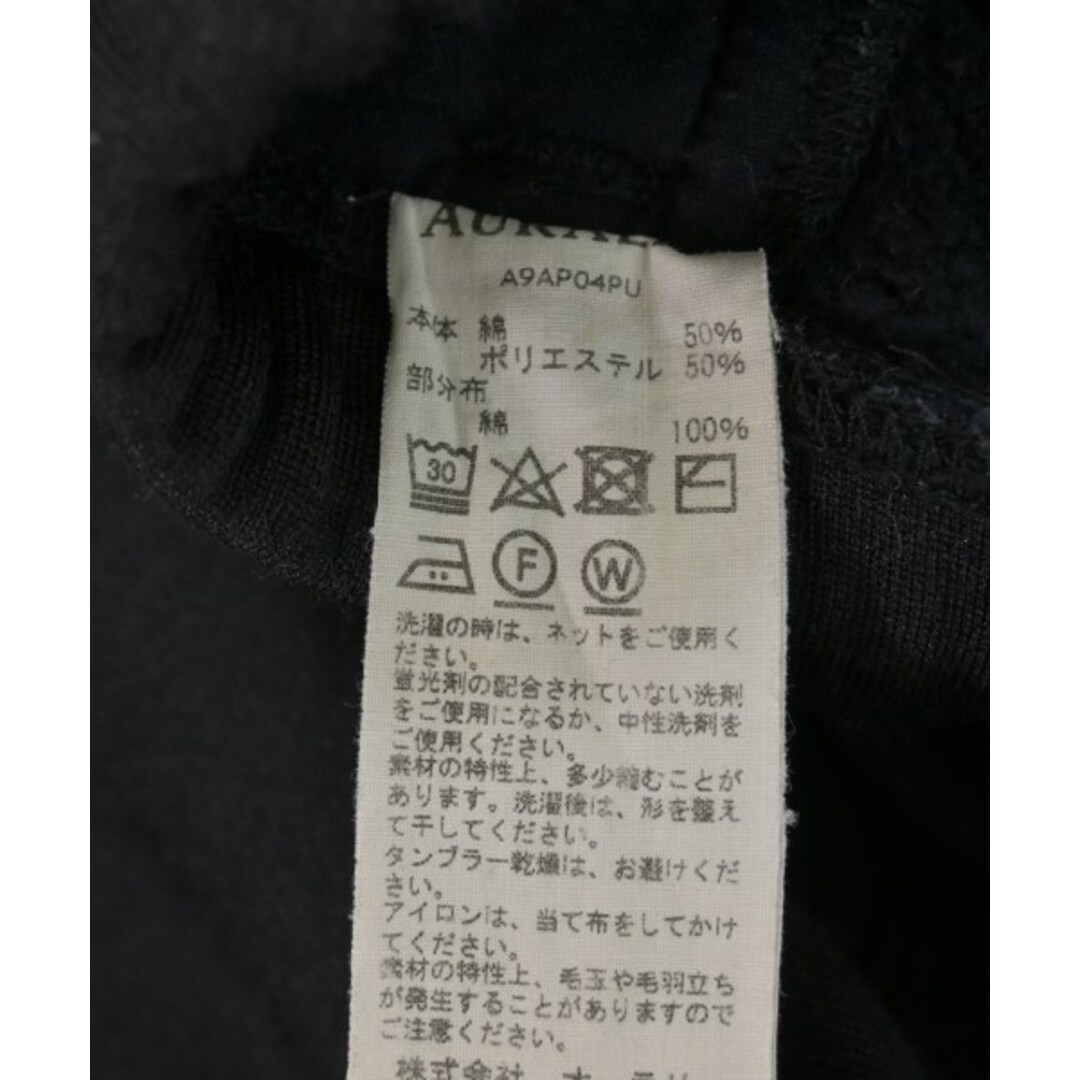 A9AP04PU
本体 綿 50%
ポリエステル 50%
部分布
綿 100%
30
F W
洗濯の時は、ネットをご使用く
ださい。
蛍光剤の配合されていない洗剤
をご使用になるか、中性洗剤を
ご使用ください。
素材の特性上、多少縮むことが
あります。洗濯後は、形を整え
て干してください。
タンブラー乾燥は、お避けくだ
さい。
アイロンは、当て布をしてかけ
てください。
素材の特性上、毛玉や毛羽立ち
が発生することがありますので
ご注意ください。
株式会社